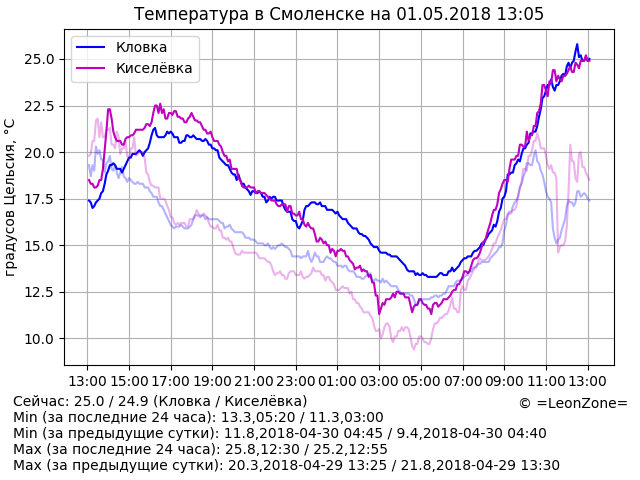 Температура в Смоленске на 01.05.2018 13:05
Кловка
Киселёвка
градусов Цельсия, °C
25.0
22.5
20.0
17.5
15.0
12.5
10.0
13:00 15:00 17:00 19:00 21:00 23:00 01:00 03:00 05:00 07:00 09:00 11:00 13:00
Сейчас: 25.0 / 24.9 (Кловка / Киселёвка)
© =LeonZone=
Min (за последние 24 часа): 13.3,05:20 / 11.3,03:00
Min (за предыдущие сутки): 11.8,2018-04-30 04:45 / 9.4,2018-04-30 04:40
Max (за последние 24 часа): 25.8,12:30 / 25.2,12:55
Max (за предыдущие сутки): 20.3,2018-04-29 13:25 / 21.8,2018-04-29 13:30